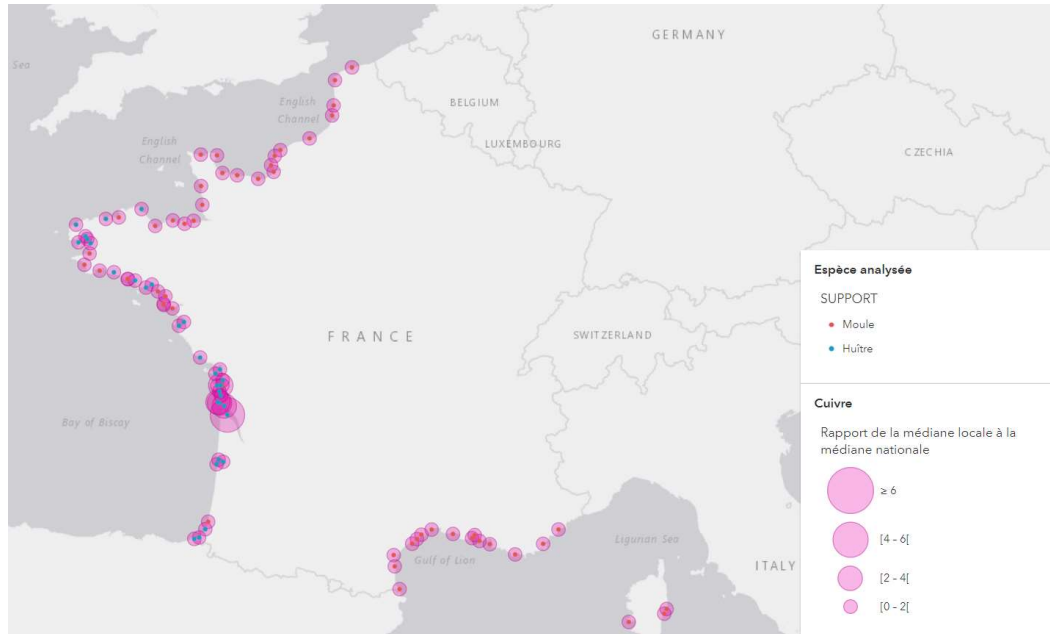 GERMANY
Sea
English
Channel
BELGIUM
English
Channel
LUXEMBOURG
CZECHIA
FRANCE
SWITZERLAND
Bay of Biscay
Ligurian Sea
Gulf of Lion
ITALY
Espèce analysée
SUPPORT
Moule
Huître
Cuivre
Rapport de la médiane locale à la
médiane nationale
≥ 6
[4 - 6[
[2 - 4[
[0 - 2[